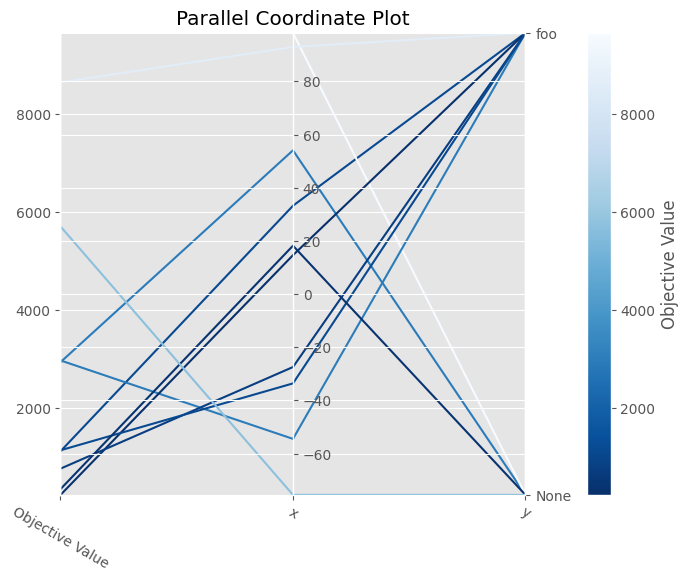 Parallel Coordinate Plot
foo
8000
6000
4000
2000
80
60
40
20
0
−20
−40
−60
None
8000
6000
4000
2000
Objective Value
Objective Value
x
y